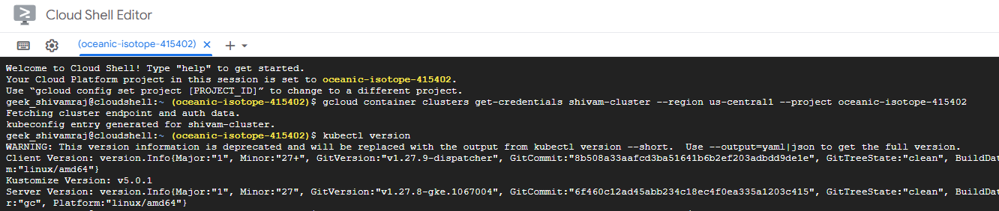 Cloud Shell Editor
(oceanic-isotope-415402)
Welcome to Cloud Shell! Type "help" to get started.
Your Cloud Platform project in this session is set to oceanic-isotope-415402.
Use “gcloud config set project [PROJECT_ID]” to change to a different project.
geek_shivamraj@cloudshell:~ (oceanic-isotope-415402)$ gcloud container clusters get-credentials shivam-cluster --region us-central1 --project oceanic-isotope-415402
Fetching cluster endpoint and auth data.
kubeconfig entry generated for shivam-cluster.
geek_shivamraj@cloudshell:~ (oceanic-isotope-415402)$ kubectl version
WARNING: This version information is deprecated and will be replaced with the output from kubectl version --short.  Use --output=yaml|json to get the full version.
Client Version: version.Info{Major:"1", Minor:"27+", GitVersion:"v1.27.9-dispatcher", GitCommit:"8b508a33aafcd3ba51641b6b2ef203adbdd9de1e", GitTreeState:"clean", BuildDat
m:"linux/amd64"}
Kustomize Version: v5.0.1
Server Version: version.Info{Major:"1", Minor:"27", GitVersion:"v1.27.8-gke.1067004", GitCommit:"6f460c12ad45abb234c18ec4f0ea335a1203c415", GitTreeState:"clean", BuildDat
r:"gc", Platform:"linux/amd64"}